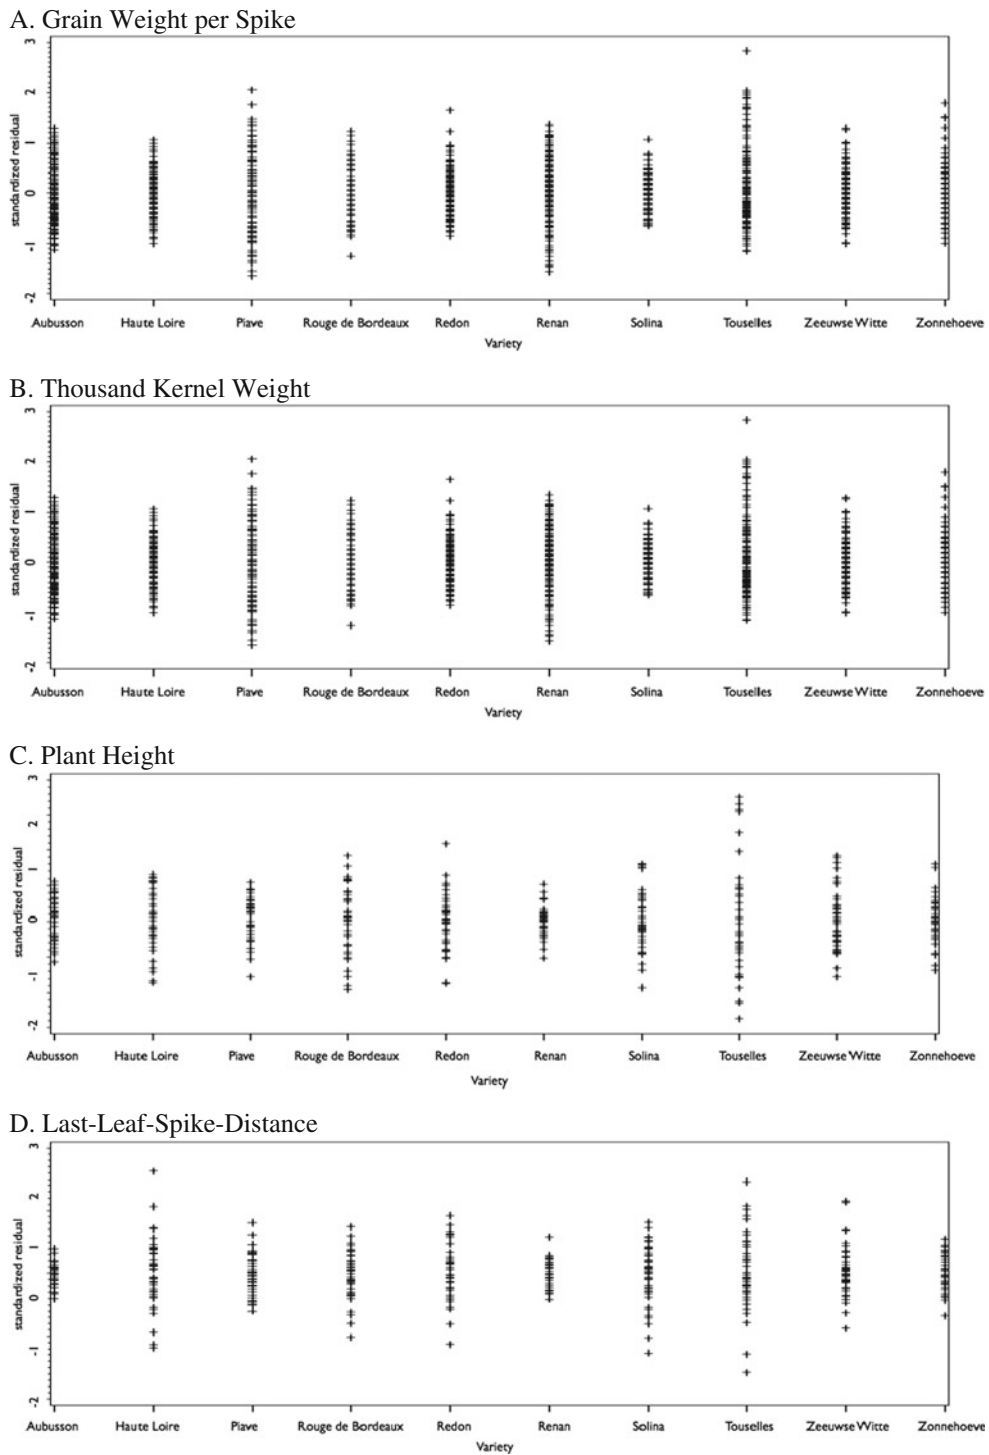 A. Grain Weight per Spike
3
2
1
0
-1
-2
standardized residual
Aubusson Haute Loire Piave Rouge de Bordeaux Redon Renan Solina Touselles Zeeuwse Witte Zonnehoeve
Variety
B. Thousand Kernel Weight
3
2
1
0
-1
-2
standardized residual
Aubusson Haute Loire Piave Rouge de Bordeaux Redon Renan Solina Touselles Zeeuwse Witte Zonnehoeve
Variety
C. Plant Height
3
2
1
0
-1
-2
standardized residual
Aubusson Haute Loire Piave Rouge de Bordeaux Redon Renan Solina Touselles Zeeuwse Witte Zonnehoeve
Variety
D. Last-Leaf-Spike-Distance
3
2
1
0
-1
-2
standardized residual
Aubusson Haute Loire Piave Rouge de Bordeaux Redon Renan Solina Touselles Zeeuwse Witte Zonnehoeve
Variety